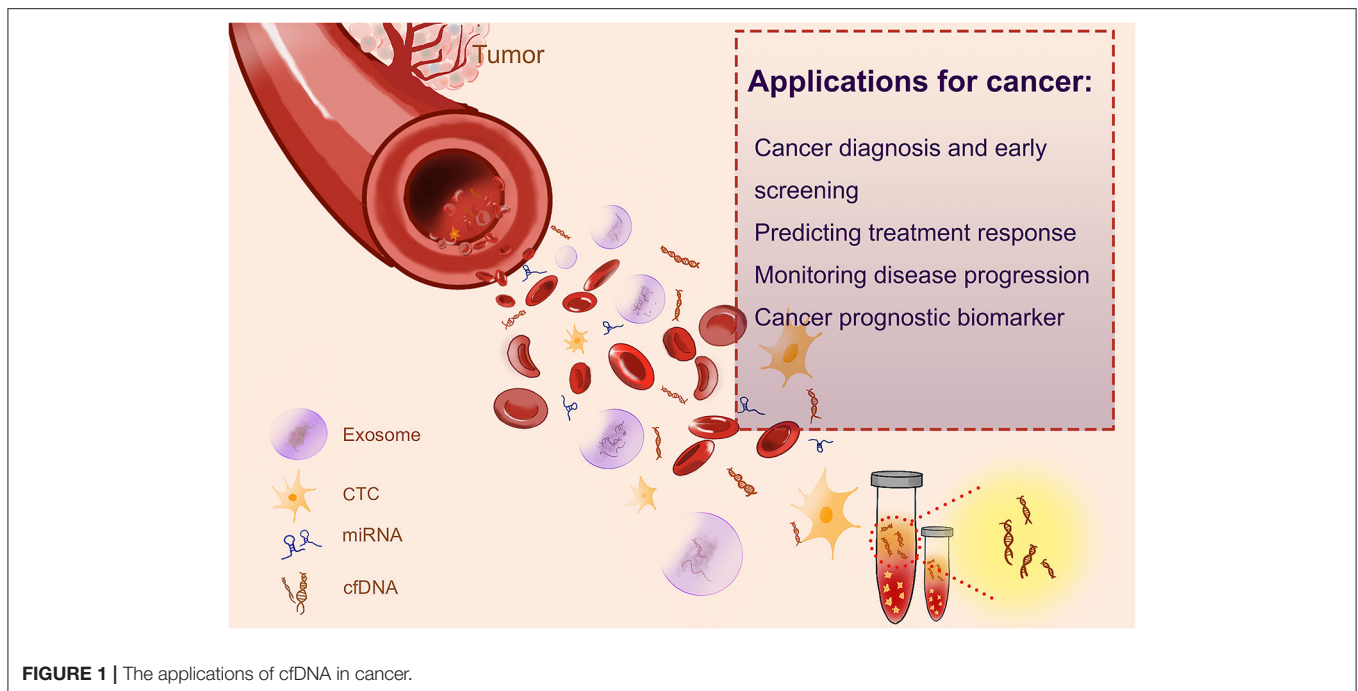 Tumor
Applications for cancer:
Cancer diagnosis and early
screening
Predicting treatment response
Monitoring disease progression
Cancer prognostic biomarker
Exosome
CTC
miRNA
cfDNA
FIGURE 1 | The applications of cfDNA in cancer.